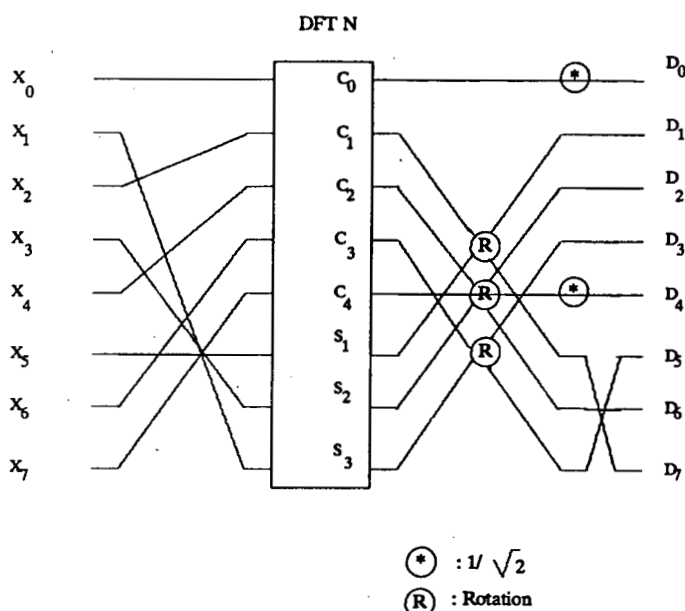 DFT N
X0 C0 D0
X1 C1 D1
X2 C2 D2
X3 C3 D3
X4 C4 D4
X5 S1 D5
X6 S2 D6
X7 S3 D7
*
R
R
*
R
* : 1/ √2
R : Rotation